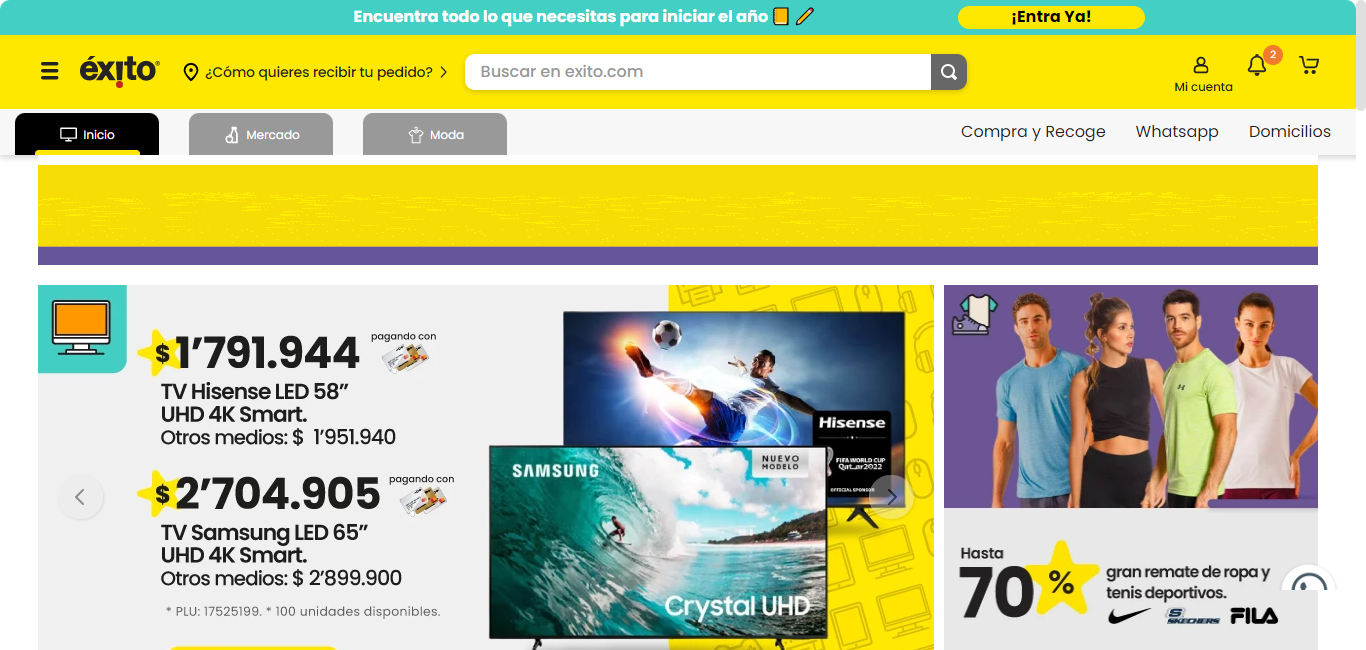 Encuentra todo lo que necesitas para iniciar el año
¡Entra Ya!
éxito
¿Cómo quieres recibir tu pedido?
Buscar en exito.com
2
Mi cuenta
Inicio
Mercado
Moda
Compra y Recoge
Whatsapp
Domicilios
$1’791.944
pagando con
TV Hisense LED 58”
UHD 4K Smart.
Otros medios: $ 1’951.940
$2’704.905
pagando con
TV Samsung LED 65”
UHD 4K Smart.
Otros medios: $ 2’899.900
* PLU: 17525199. * 100 unidades disponibles.
Hisense
FIFA WORLD CUP
Qatar2022
OFFICIAL SPONSOR
SAMSUNG
NUEVO
MODELO
Crystal UHD
Hasta
70%
gran remate de ropa y
tenis deportivos.
SKECHERS
FILA